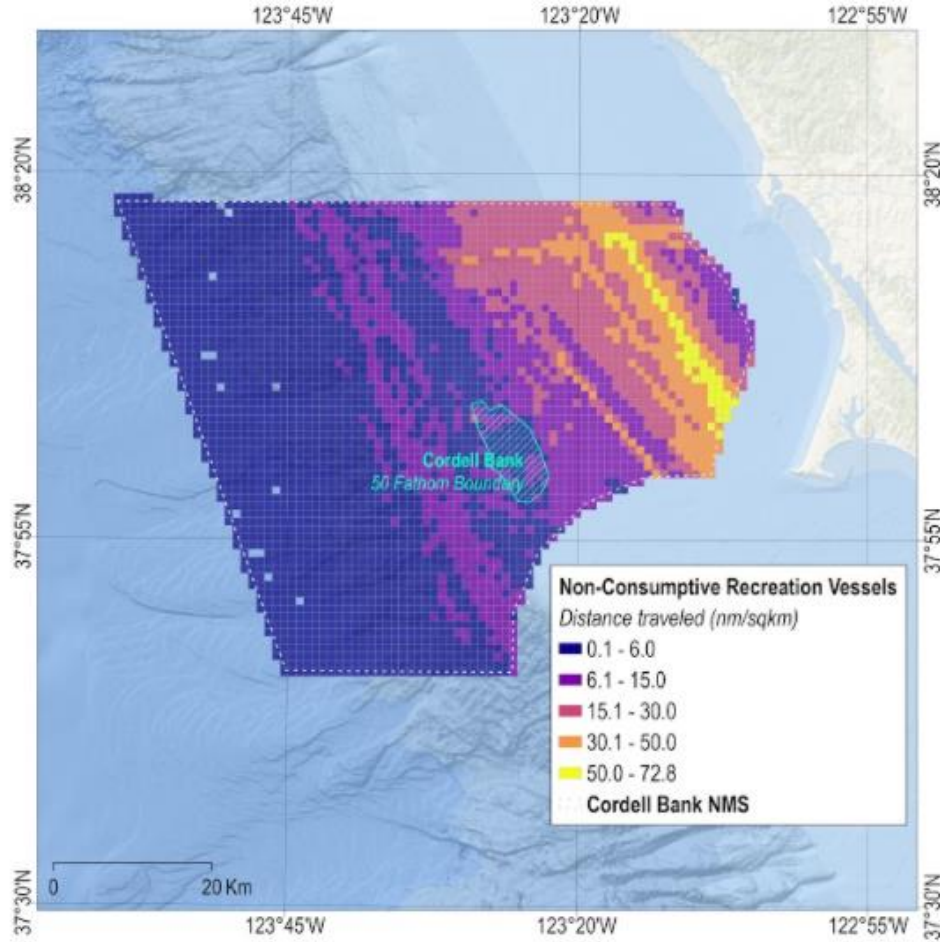 123°45'W 123°20'W 122°55'W
38°20'N 38°20'N
Cordell Bank
50 Fathom Boundary
37°55'N 37°55'N
Non-Consumptive Recreation Vessels
Distance traveled (nm/sqkm)
0.1 - 6.0
6.1 - 15.0
15.1 - 30.0
30.1 - 50.0
50.0 - 72.8
Cordell Bank NMS
0 20 Km
37°30'N 37°30'N
123°45'W 123°20'W 122°55'W